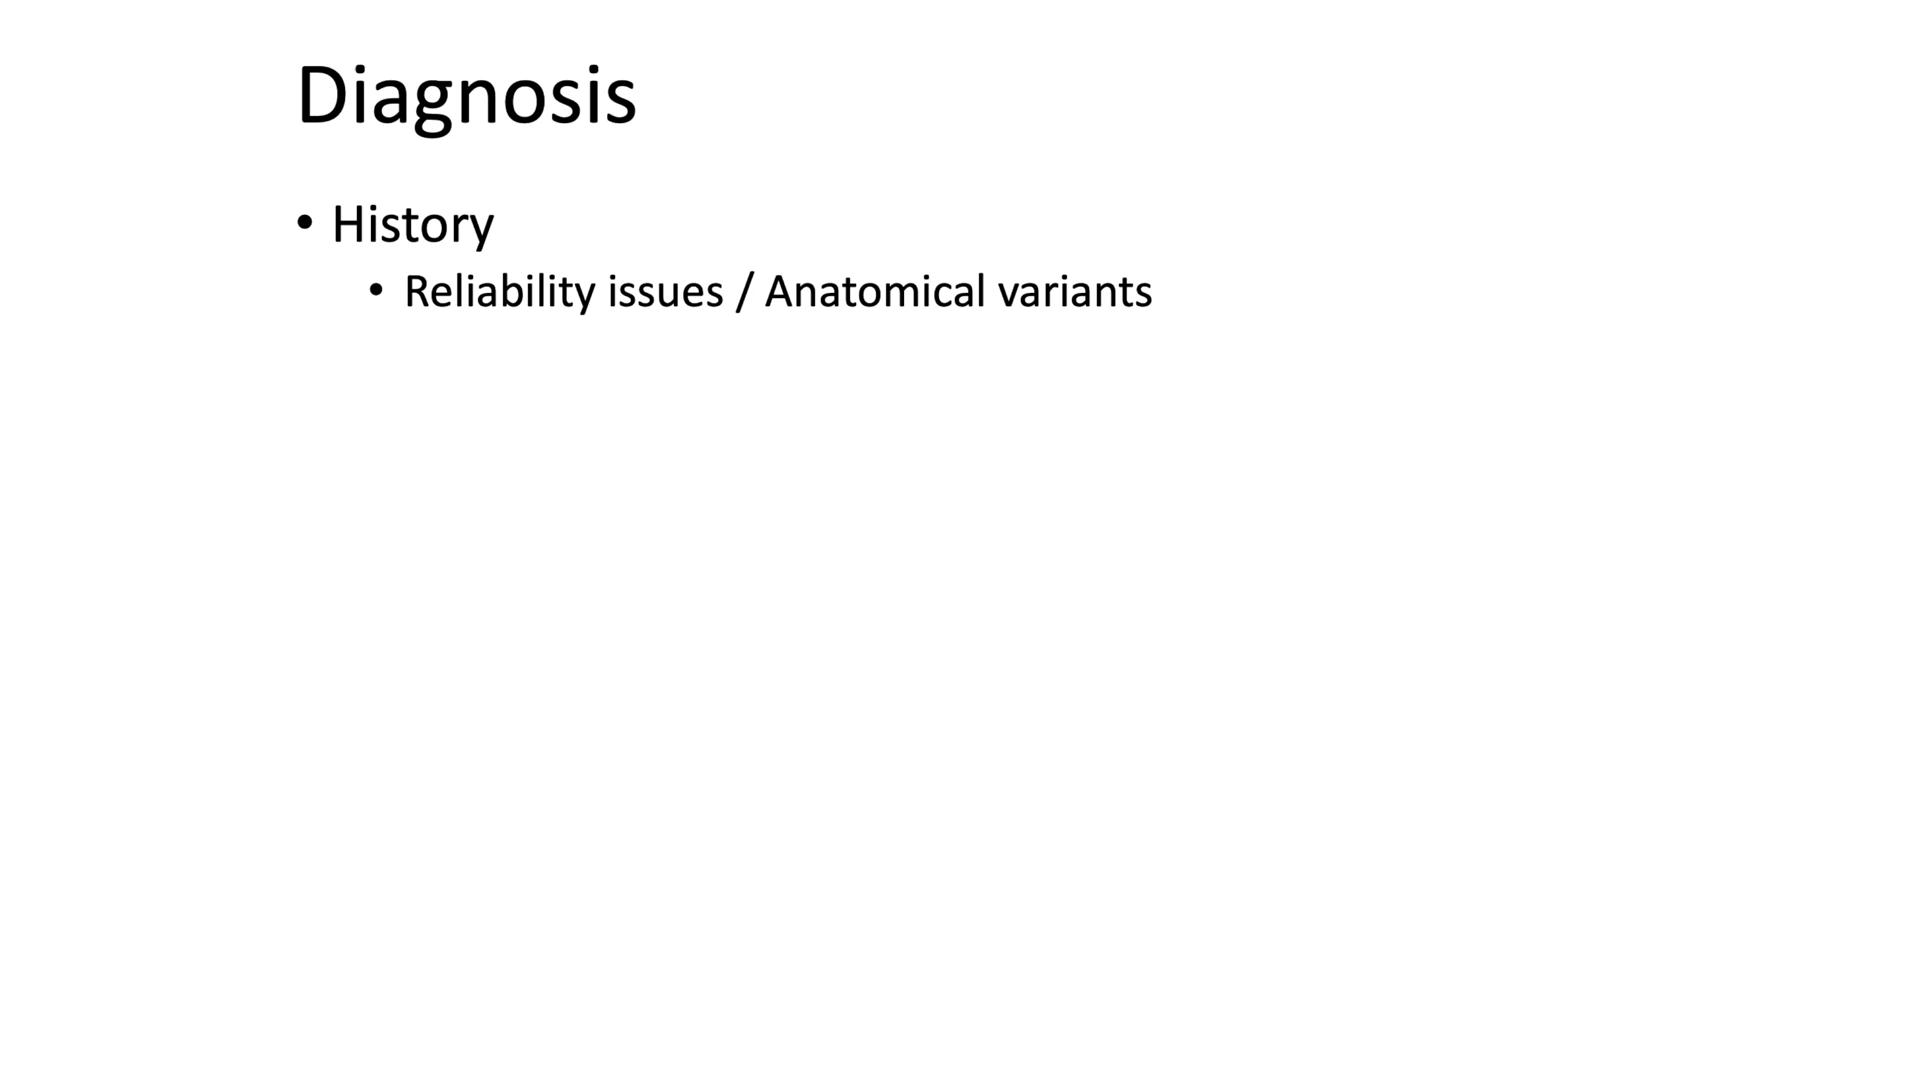 Diagnosis
• History
• Reliability issues / Anatomical variants